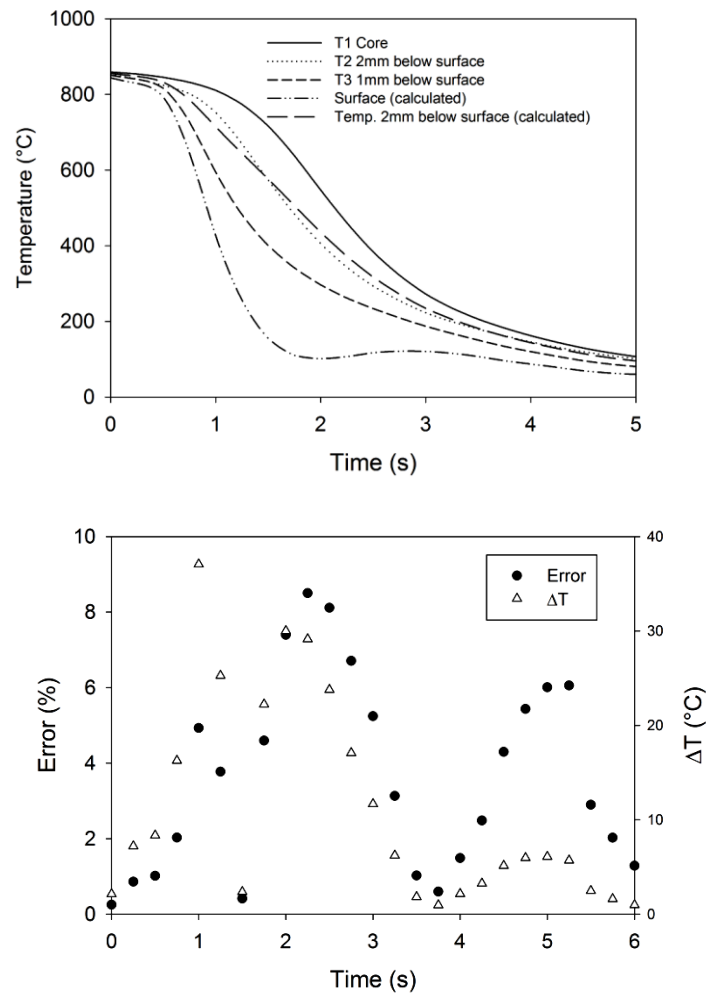 1000
800
600
400
200
0
Temperature (°C)
T1 Core
T2 2mm below surface
T3 1mm below surface
Surface (calculated)
Temp. 2mm below surface (calculated)
0 1 2 3 4 5
Time (s)
10
8
6
4
2
0
Error (%)
Error
ΔT
40
30
20
10
0
ΔT (°C)
0 1 2 3 4 5 6
Time (s)